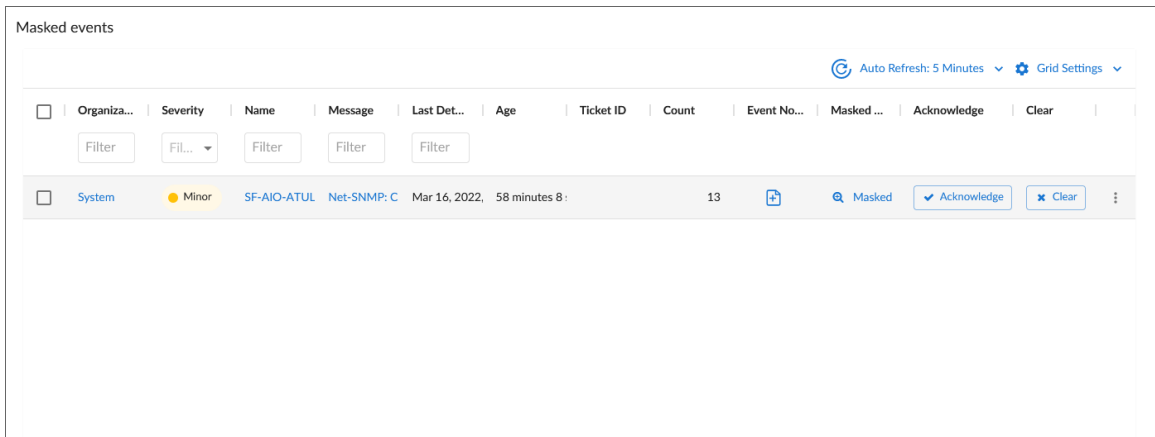 Masked events
Auto Refresh: 5 Minutes Grid Settings
Organiza... Severity Name Message Last Det... Age Ticket ID Count Event No... Masked ... Acknowledge Clear
Filter Fil... Filter Filter Filter
System Minor SF-AIO-ATUL Net-SNMP: C Mar 16, 2022, 58 minutes 8 13 Masked Acknowledge Clear